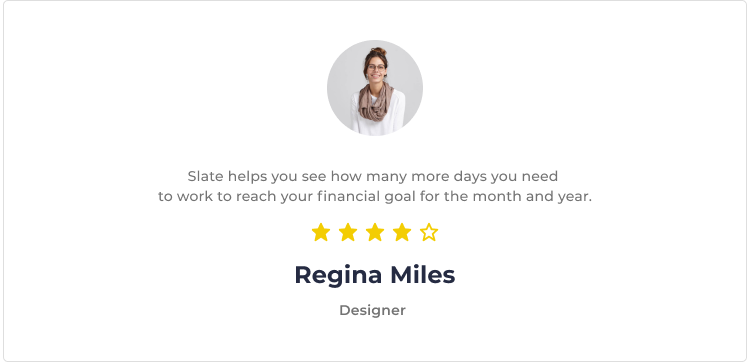 Slate helps you see how many more days you need
to work to reach your financial goal for the month and year.
Regina Miles
Designer